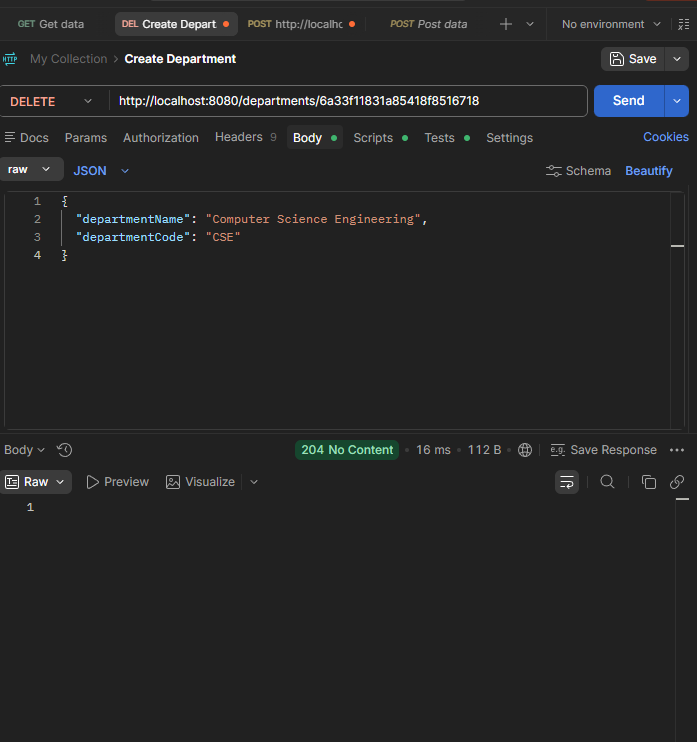 GET Get data DEL Create Depart POST http://localho POST Post data No environment
HTTP My Collection > Create Department Save
DELETE http://localhost:8080/departments/6a33f11831a85418f8516718 Send
Docs Params Authorization Headers 9 Body Scripts Tests Settings Cookies
raw JSON Schema Beautify
1 {
2 "departmentName": "Computer Science Engineering",
3 "departmentCode": "CSE"
4 }
Body 204 No Content • 16 ms • 112 B • e.g. Save Response
Raw Preview Visualize
1